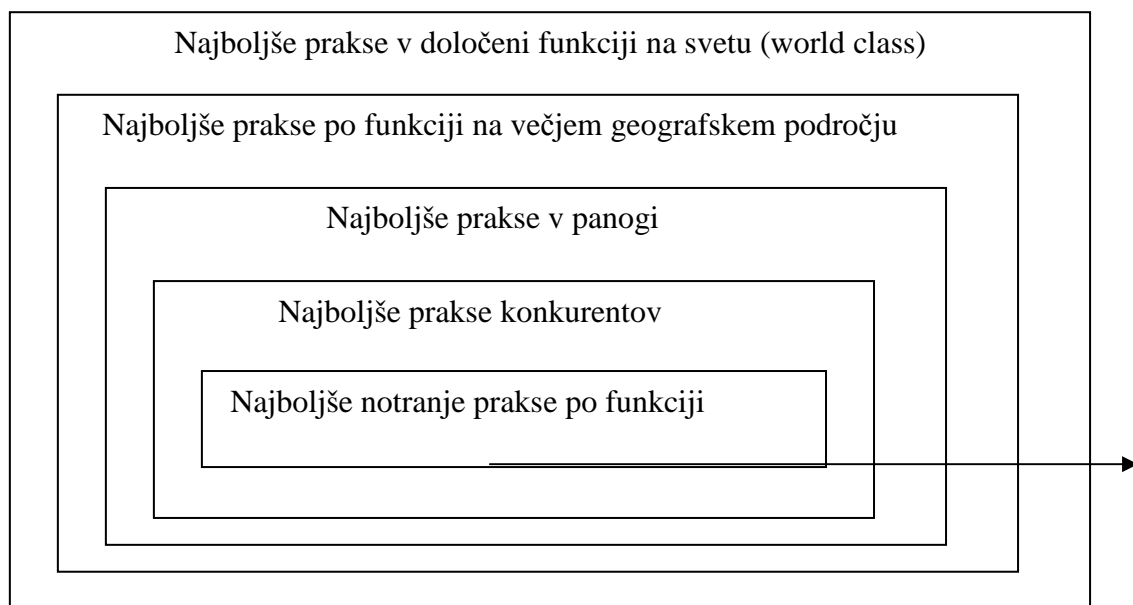 Najboljše prakse v določeni funkciji na svetu (world class)
Najboljše prakse po funkciji na večjem geografskem področju
Najboljše prakse v panogi
Najboljše prakse konkurentov
Najboljše notranje prakse po funkciji